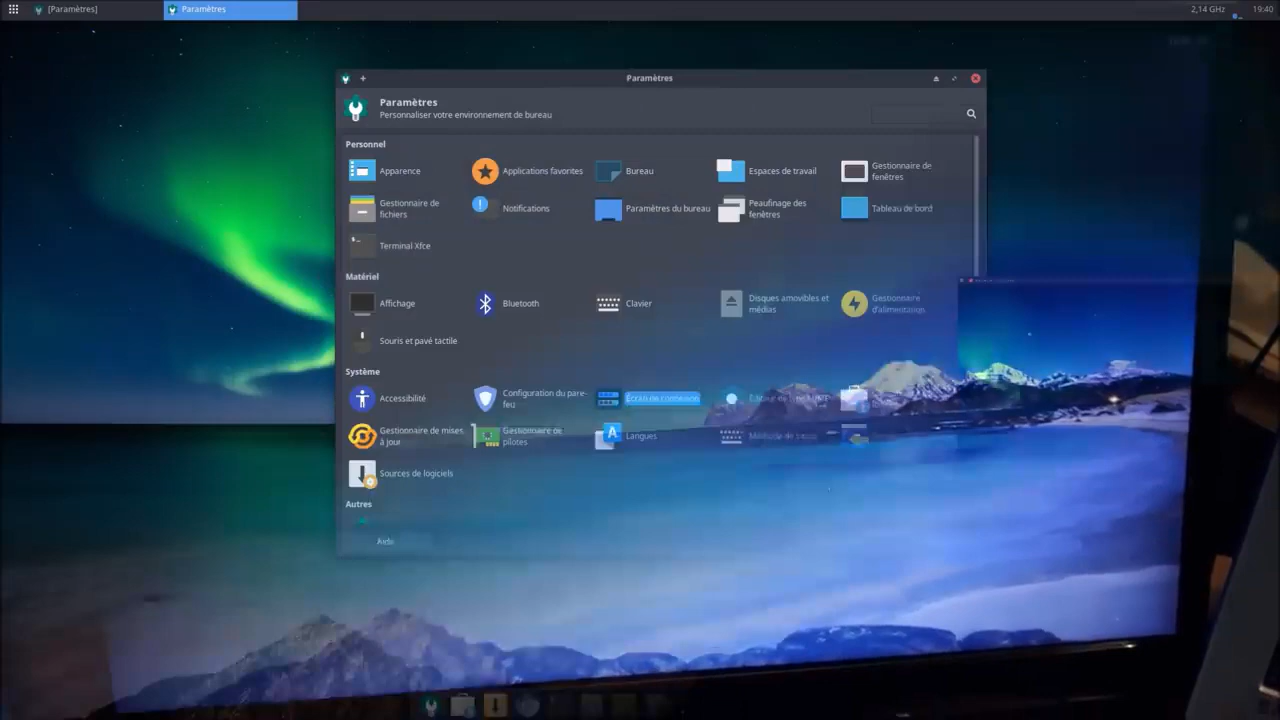 [Paramètres]
Paramètres
2,14 GHz
19:40
Paramètres
Paramètres
Personnaliser votre environnement de bureau
Personnel
Apparence
Applications favorites
Bureau
Espaces de travail
Gestionnaire de
fenêtres
Gestionnaire de
fichiers
Notifications
Paramètres du bureau
Peaufinage des
fenêtres
Tableau de bord
Terminal Xfce
Matériel
Affichage
Bluetooth
Clavier
Disques amovibles et
médias
Gestionnaire
d'alimentation
Souris et pavé tactile
Système
Accessibilité
Configuration du pare-
feu
Écran de connexion
Éditeur de type MIME
Gestionnaire de mises
à jour
Gestionnaire de
pilotes
Langues
Méthode de saisie
Sources de logiciels
Autres
Aide